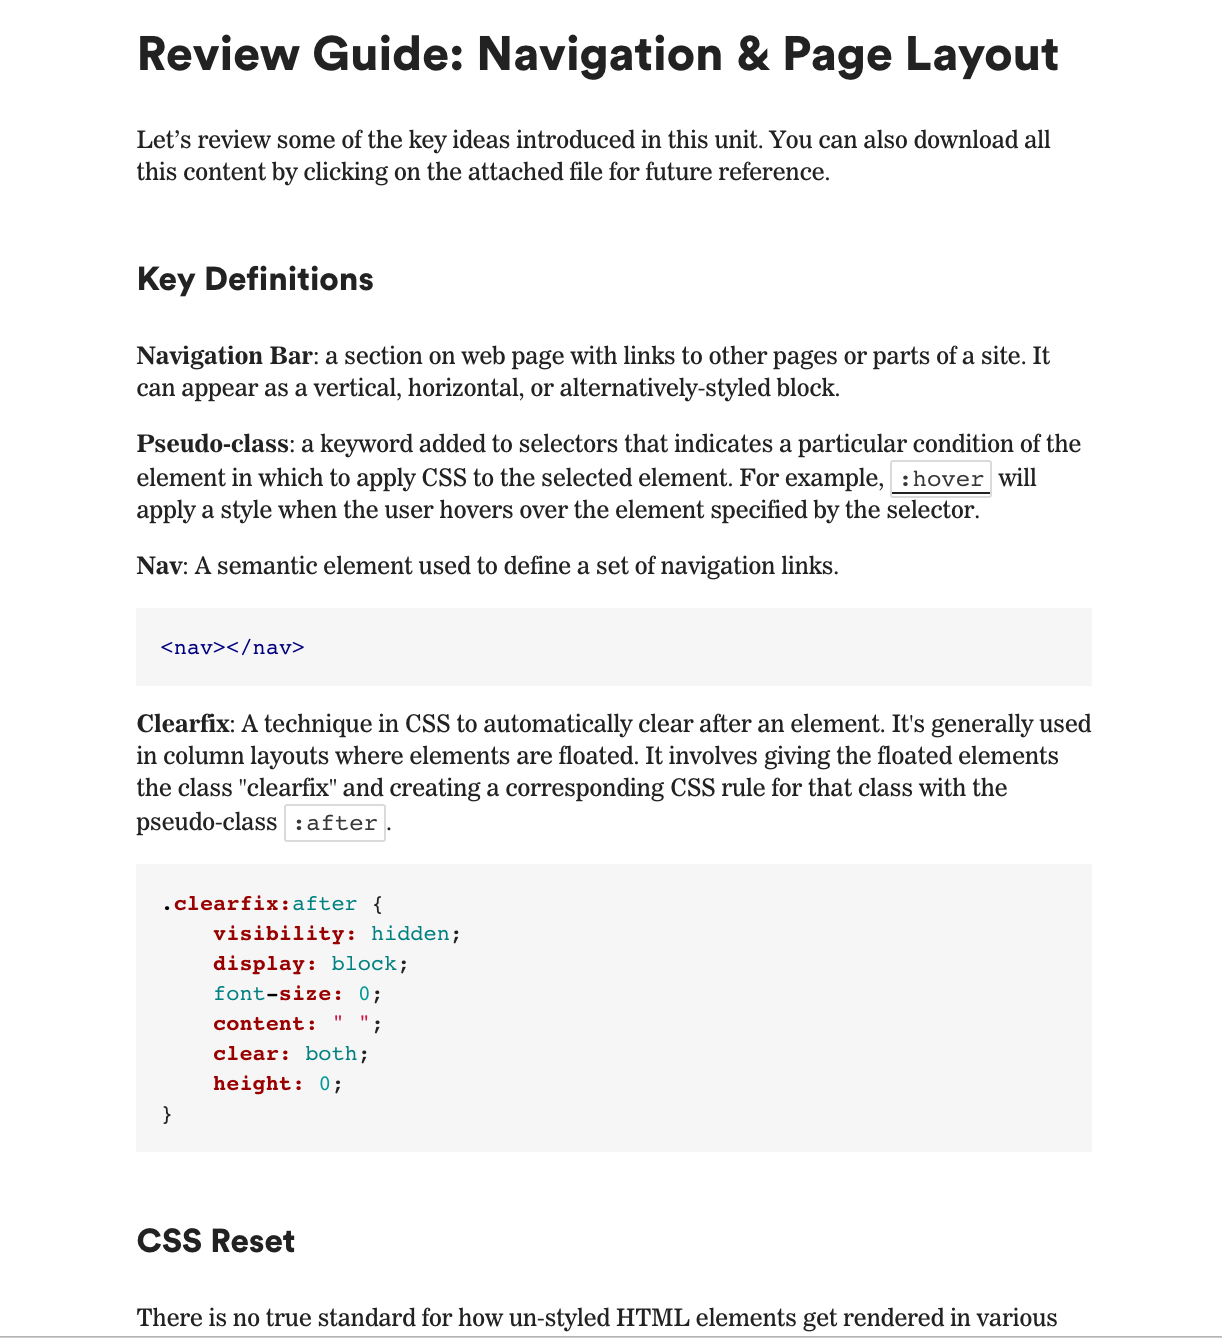 Review Guide: Navigation & Page Layout
Let’s review some of the key ideas introduced in this unit. You can also download all
this content by clicking on the attached file for future reference.
Key Definitions
Navigation Bar: a section on web page with links to other pages or parts of a site. It
can appear as a vertical, horizontal, or alternatively-styled block.
Pseudo-class: a keyword added to selectors that indicates a particular condition of the
element in which to apply CSS to the selected element. For example, :hover will
apply a style when the user hovers over the element specified by the selector.
Nav: A semantic element used to define a set of navigation links.
<nav></nav>
Clearfix: A technique in CSS to automatically clear after an element. It's generally used
in column layouts where elements are floated. It involves giving the floated elements
the class "clearfix" and creating a corresponding CSS rule for that class with the
pseudo-class :after.
.clearfix:after {
    visibility: hidden;
    display: block;
    font-size: 0;
    content: " ";
    clear: both;
    height: 0;
}
CSS Reset
There is no true standard for how un-styled HTML elements get rendered in various